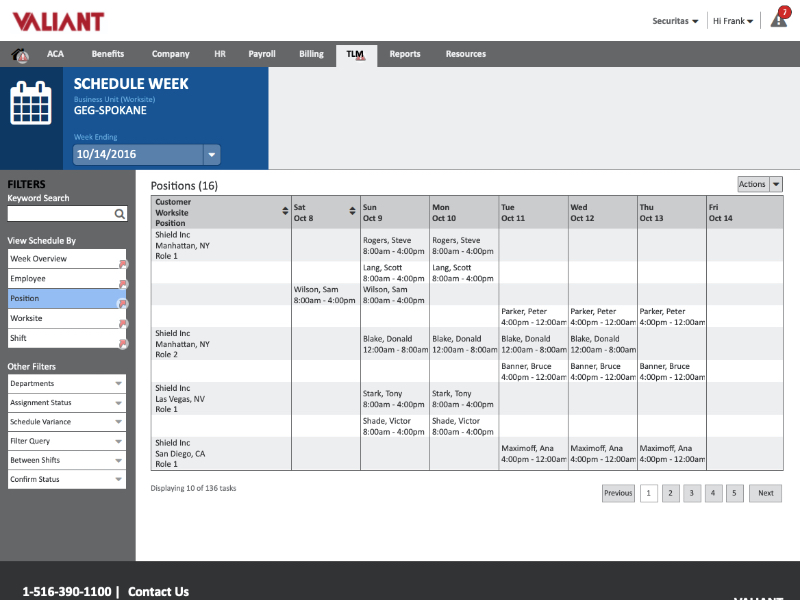 VALIANT
Securitas
Hi Frank
7
ACA
Benefits
Company
HR
Payroll
Billing
TLM
Reports
Resources
SCHEDULE WEEK
Business Unit (Worksite)
GEG-SPOKANE
Week Ending
10/14/2016
FILTERS
Keyword Search
View Schedule By
Week Overview
Employee
Position
Worksite
Shift
Other Filters
Departments
Assignment Status
Schedule Variance
Filter Query
Between Shifts
Confirm Status
Positions (16)
Actions
Customer
Worksite
Position
Sat
Oct 8
Sun
Oct 9
Mon
Oct 10
Tue
Oct 11
Wed
Oct 12
Thu
Oct 13
Fri
Oct 14
Shield Inc
Manhattan, NY
Role 1
Rogers, Steve
8:00am - 4:00pm
Rogers, Steve
8:00am - 4:00pm
Lang, Scott
8:00am - 4:00pm
Lang, Scott
8:00am - 4:00pm
Wilson, Sam
8:00am - 4:00pm
Wilson, Sam
8:00am - 4:00pm
Parker, Peter
4:00pm - 12:00am
Parker, Peter
4:00pm - 12:00am
Parker, Peter
4:00pm - 12:00am
Shield Inc
Manhattan, NY
Role 2
Blake, Donald
12:00am - 8:00am
Blake, Donald
12:00am - 8:00am
Blake, Donald
12:00am - 8:00am
Blake, Donald
12:00am - 8:00am
Banner, Bruce
4:00pm - 12:00am
Banner, Bruce
4:00pm - 12:00am
Banner, Bruce
4:00pm - 12:00am
Shield Inc
Las Vegas, NV
Role 1
Stark, Tony
8:00am - 4:00pm
Stark, Tony
8:00am - 4:00pm
Shade, Victor
8:00am - 4:00pm
Shade, Victor
8:00am - 4:00pm
Shield Inc
San Diego, CA
Role 1
Maximoff, Ana
4:00pm - 12:00am
Maximoff, Ana
4:00pm - 12:00am
Maximoff, Ana
4:00pm - 12:00am
Displaying 10 of 136 tasks
Previous
1
2
3
4
5
Next
1-516-390-1100 | Contact Us
VALIANT